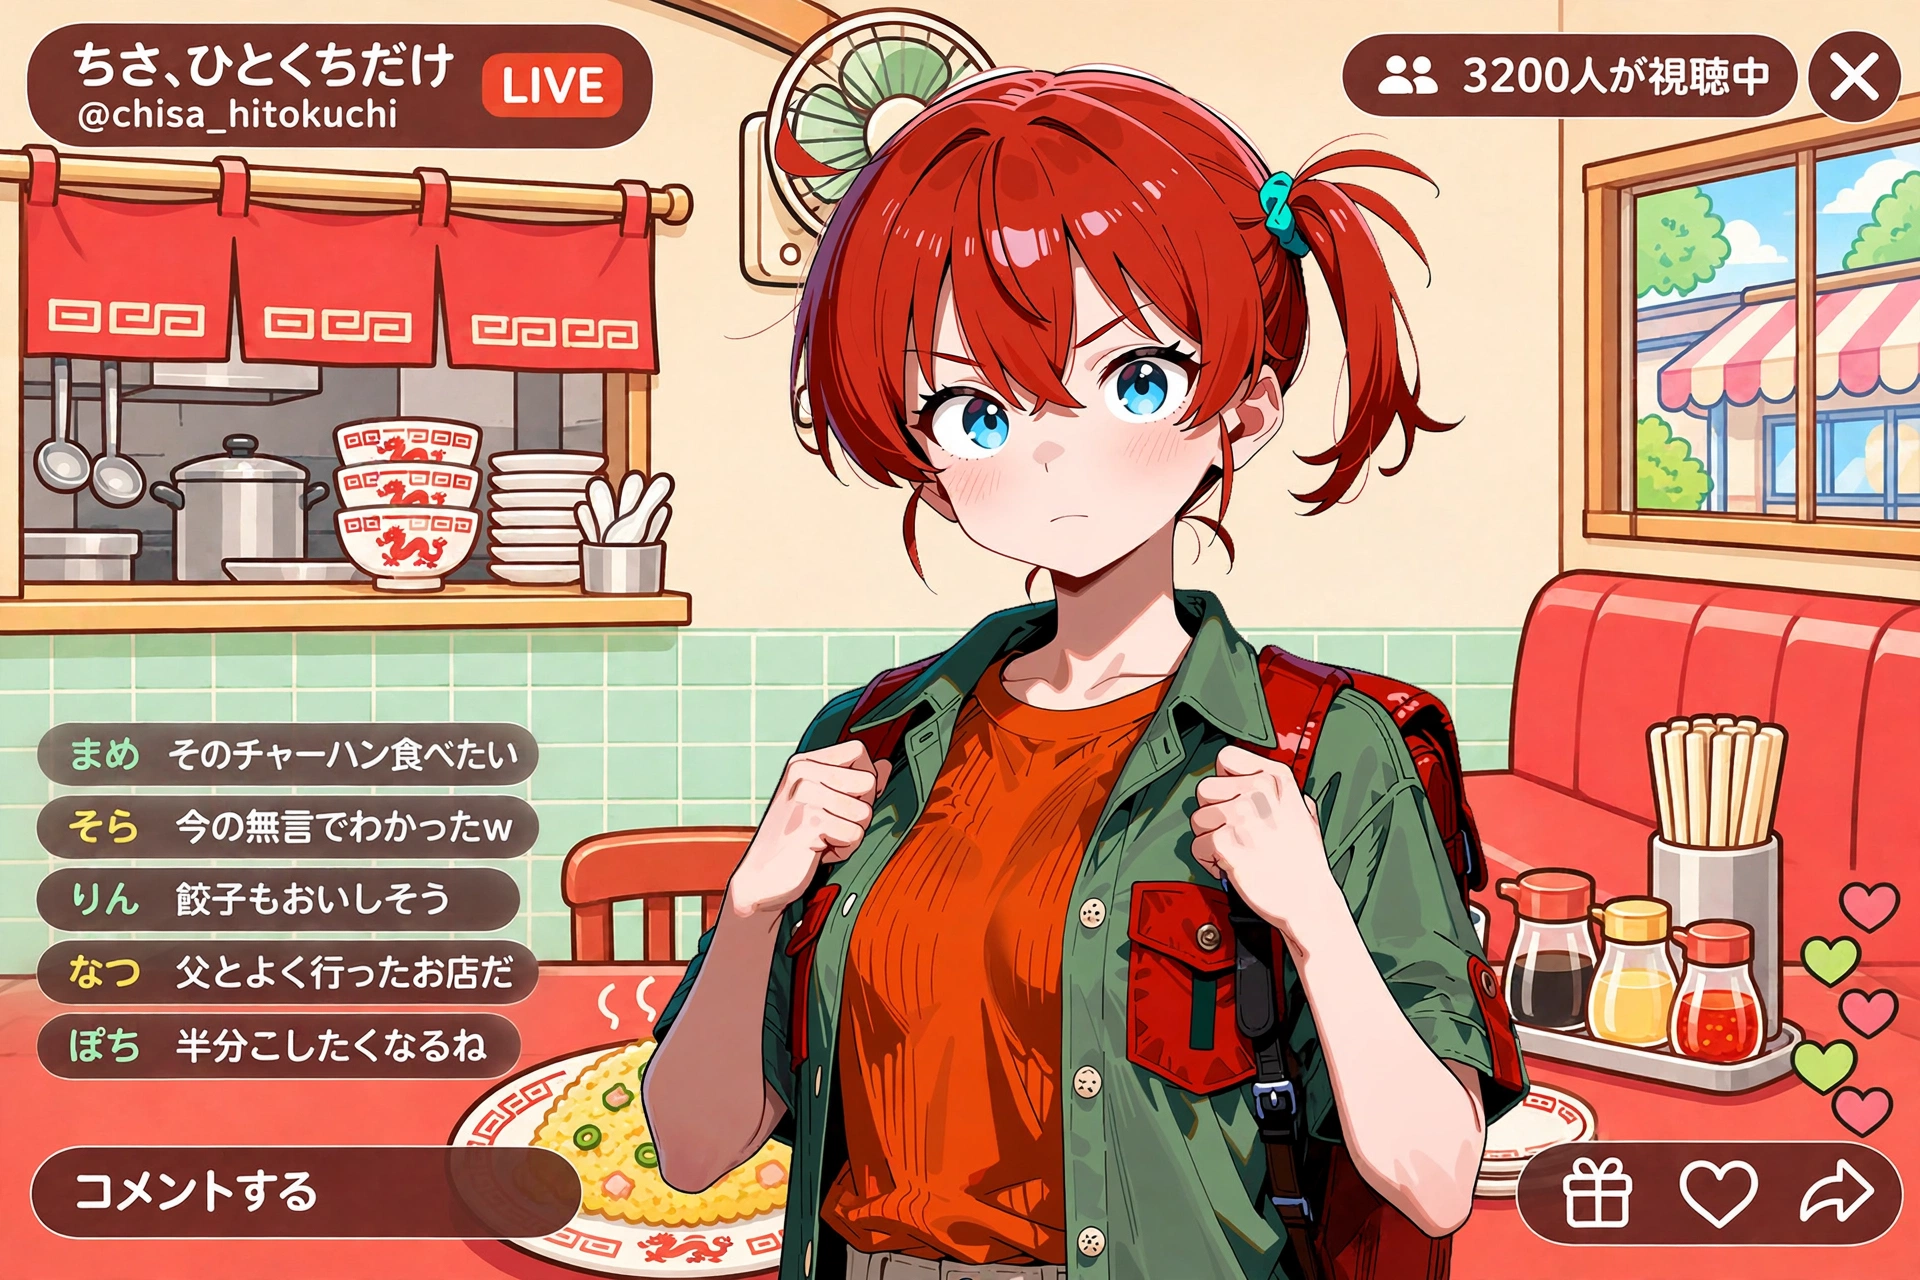 ちさ、ひとくちだけ
@chisa_hitokuchi
LIVE
3200人が視聴中
まめ そのチャーハン食べたい
そら 今の無言でわかったw
りん 餃子もおいしそう
なつ 父とよく行ったお店だ
ぽち 半分こしたくなるね
コメントする